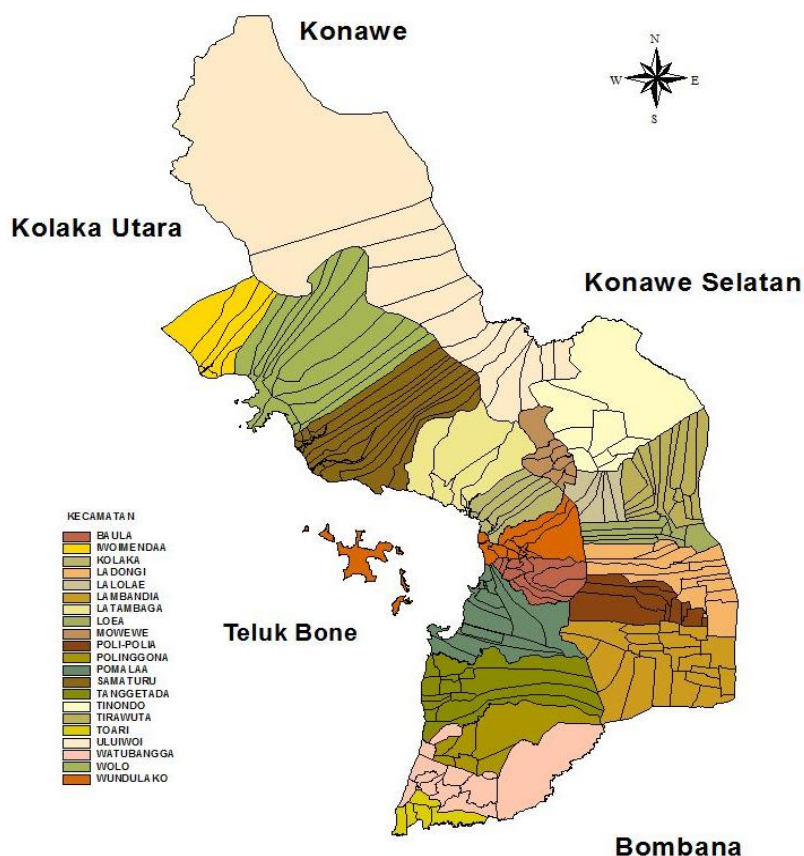 Konawe
N
W E
S
Kolaka Utara
Konawe Selatan
KECAMATAN
BAULA
IWOIMENDAA
KOLAKA
LADONGI
LALOLAE
LAMBANDIA
LATAMBAGA
LOEA
MOWEWE
POLI-POLIA
POLINGGONA
POMALAA
SAMATURU
TANGGETADA
TINONDO
TIRAWUTA
TOARI
ULUIWOI
WATUBANGGA
WOLO
WUNDULAKO
Teluk Bone
Bombana